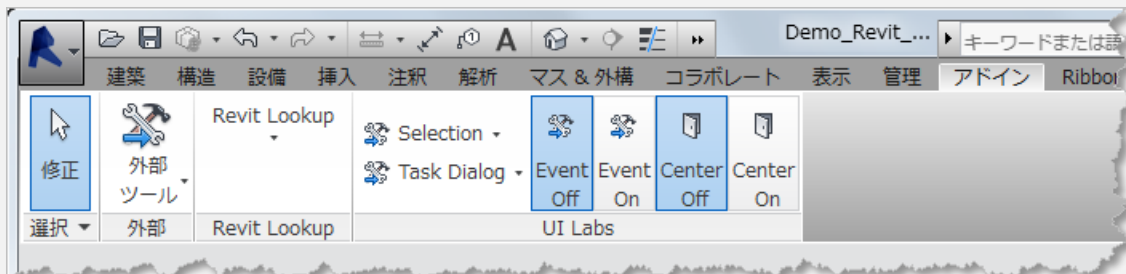 Demo_Revit_...
キーワードまたは語
建築 構造 設備 挿入 注釈 解析 マス & 外構 コラボレート 表示 管理 アドイン Ribbon
修正
外部
ツール
Revit Lookup
Selection
Task Dialog
Event
Off
Event
On
Center
Off
Center
On
選択 外部 Revit Lookup UI Labs